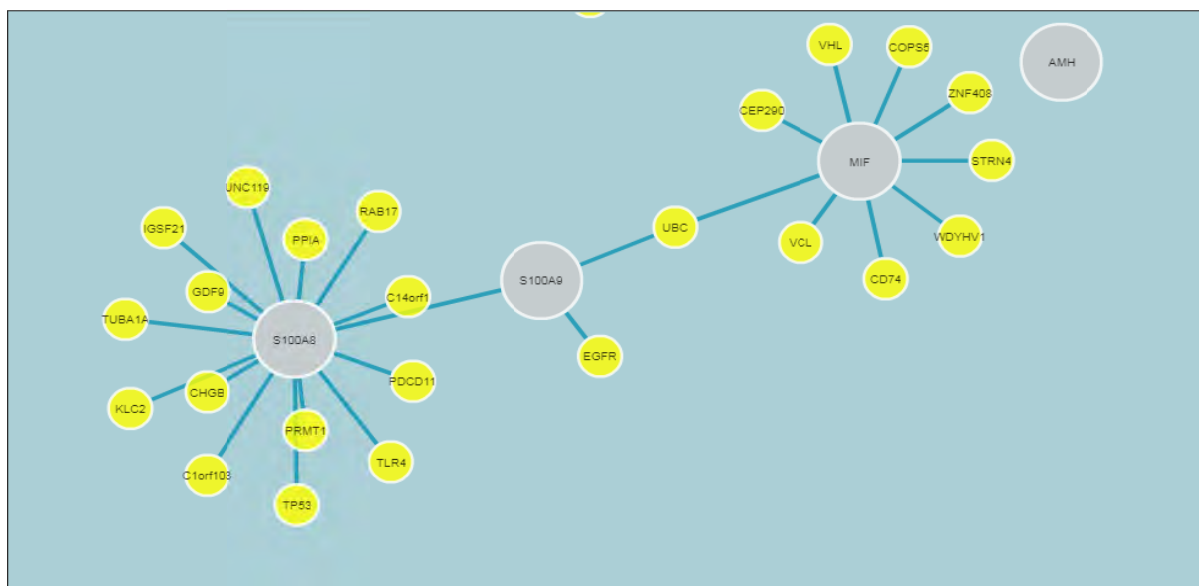 VHL
COPS5
AMH
ZNF408
CEP290
MIF
STRN4
UNC119
RAB17
IGSF21
PPIA
UBC
VCL
WDYHV1
CD74
S100A9
GDF9
C14orf1
TUBA1A
S100A8
EGFR
PDCD11
CHGB
KLC2
PRMT1
TLR4
C1orf103
TP53